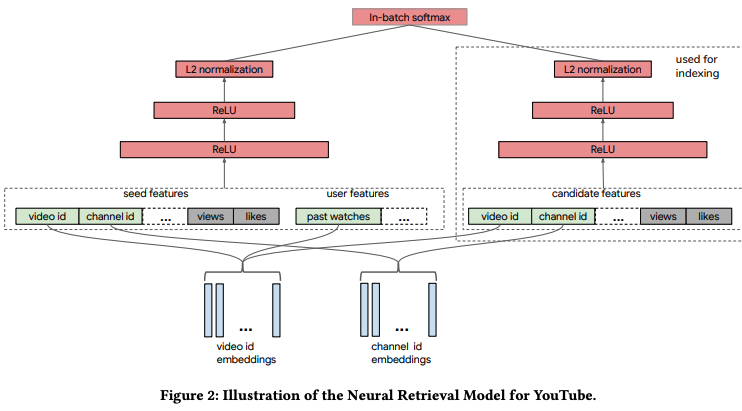 In-batch softmax
L2 normalization
ReLU
ReLU
seed features
user features
video id
channel id
...
views
likes
past watches
...
used for
indexing
L2 normalization
ReLU
ReLU
candidate features
video id
channel id
...
views
likes
...
video id
embeddings
...
channel id
embeddings
Figure 2: Illustration of the Neural Retrieval Model for YouTube.